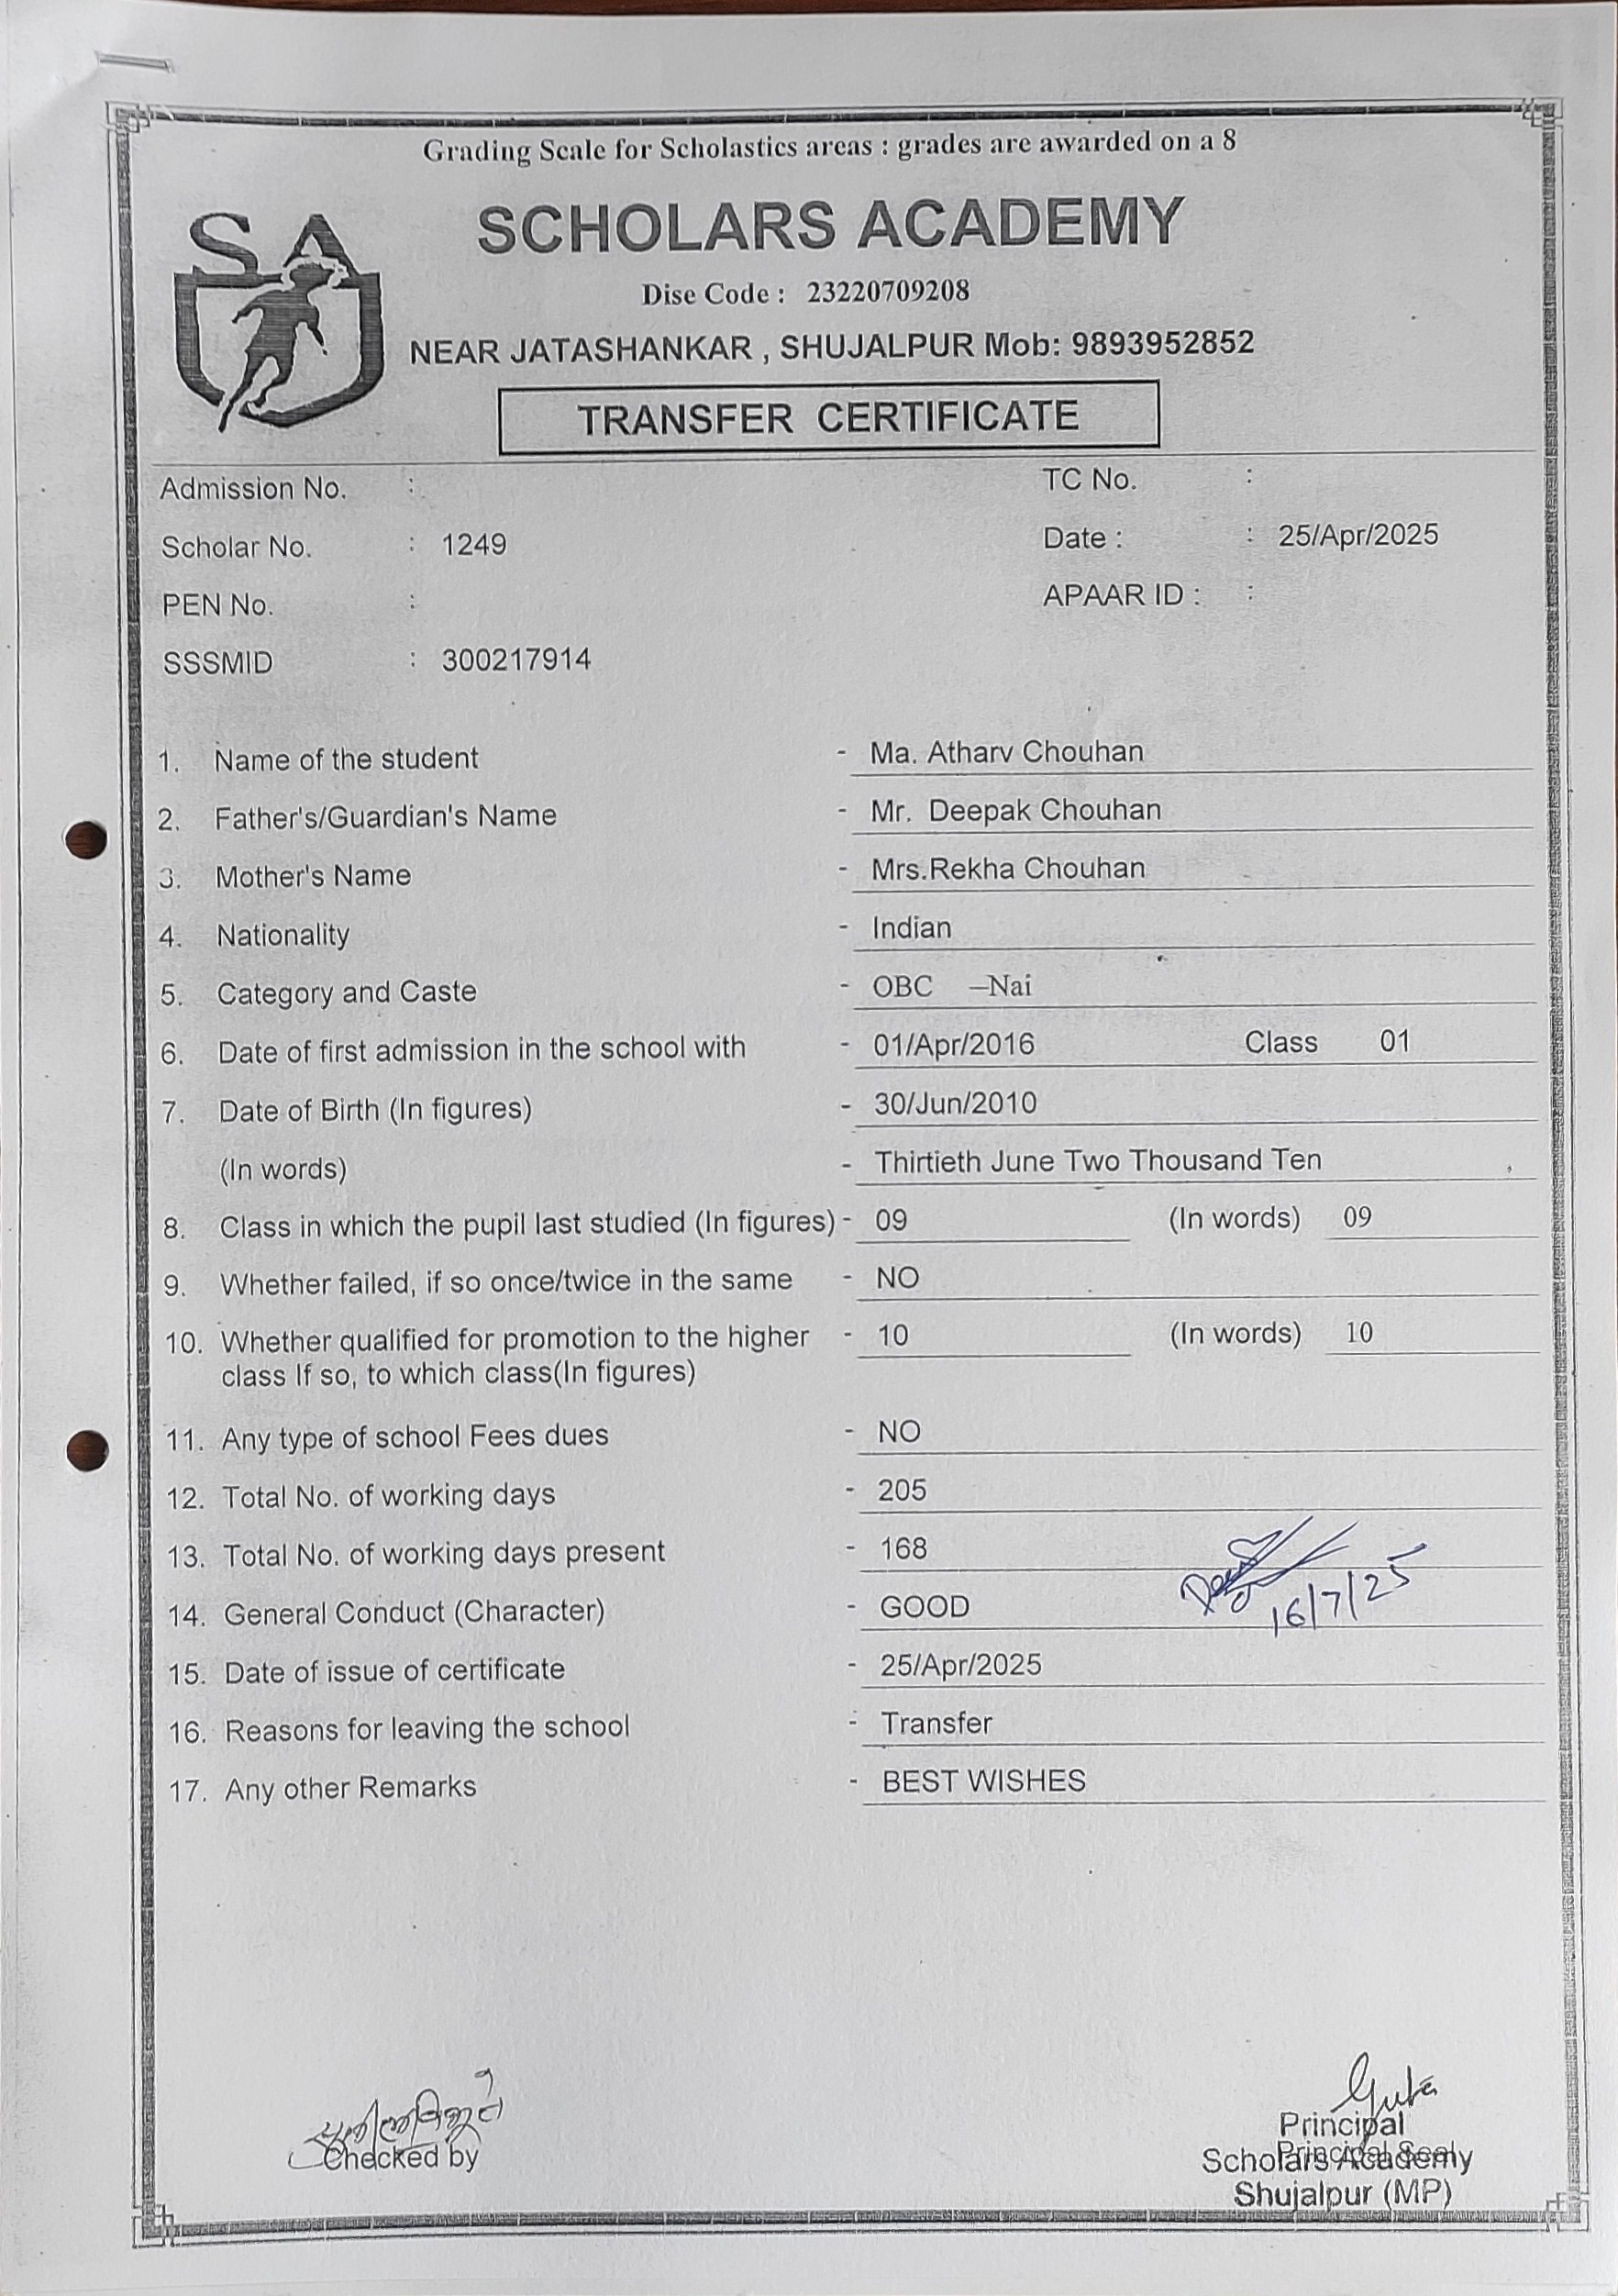 Grading Scale for Scholastics areas : grades are awarded on a 8
SA
SCHOLARS ACADEMY
Dise Code : 23220709208
NEAR JATASHANKAR , SHUJALPUR Mob: 9893952852
TRANSFER CERTIFICATE
Admission No. : TC No. :
Scholar No. : 1249 Date : : 25/Apr/2025
PEN No. : APAAR ID : :
SSSMID : 300217914
1. Name of the student - Ma. Atharv Chouhan
2. Father's/Guardian's Name - Mr. Deepak Chouhan
3. Mother's Name - Mrs.Rekha Chouhan
4. Nationality - Indian
5. Category and Caste - OBC –Nai
6. Date of first admission in the school with - 01/Apr/2016 Class 01
7. Date of Birth (In figures) - 30/Jun/2010
(In words) - Thirtieth June Two Thousand Ten
8. Class in which the pupil last studied (In figures) - 09 (In words) 09
9. Whether failed, if so once/twice in the same - NO
10. Whether qualified for promotion to the higher - 10 (In words) 10
class If so, to which class(In figures)
11. Any type of school Fees dues - NO
12. Total No. of working days - 205
13. Total No. of working days present - 168
14. General Conduct (Character) - GOOD
16/7/25
15. Date of issue of certificate - 25/Apr/2025
16. Reasons for leaving the school - Transfer
17. Any other Remarks - BEST WISHES
Checked by
Principal
Principal Seal
Scholars Academy
Shujalpur (MP)